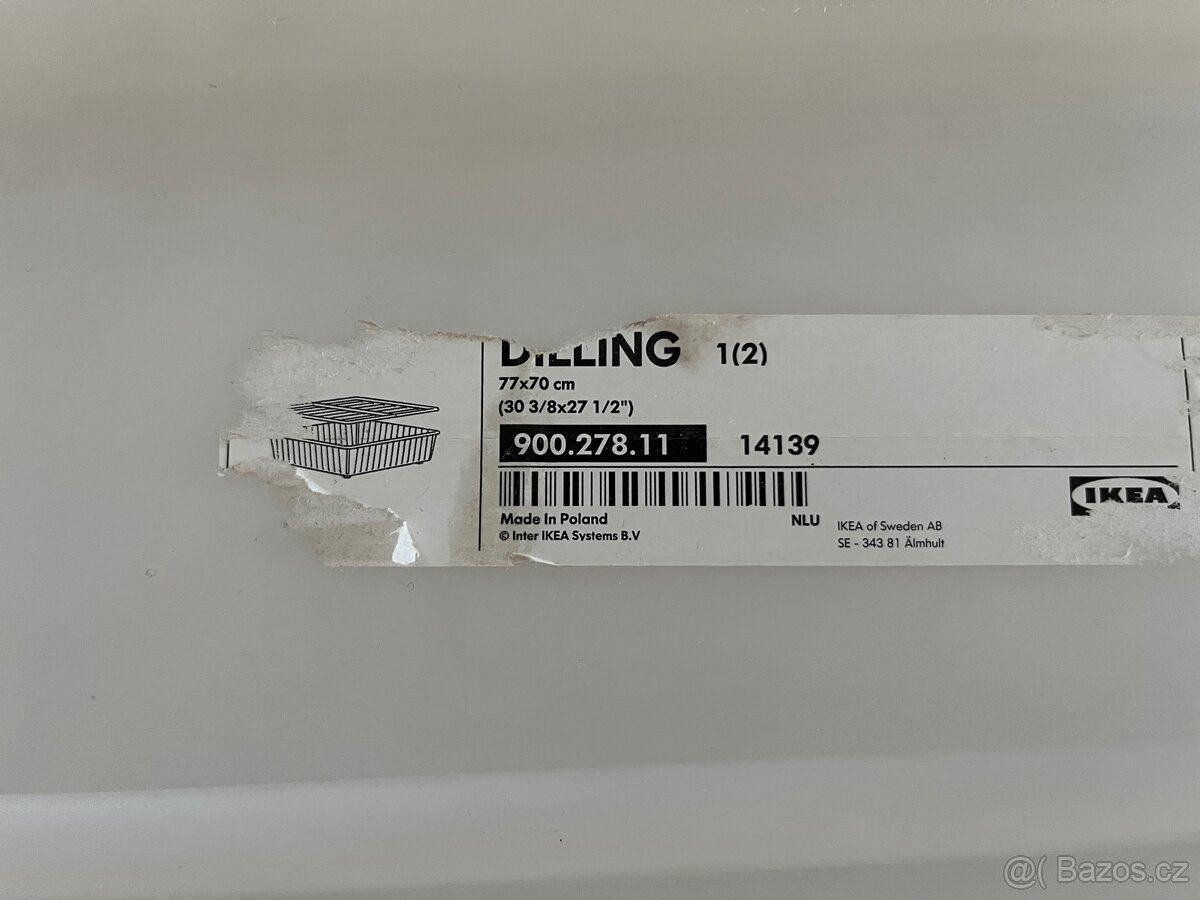 DILLING 1(2)
77x70 cm
(30 3/8x27 1/2")
900.278.11 14139
IKEA
Made In Poland NLU
© Inter IKEA Systems B.V
IKEA of Sweden AB
SE - 343 81 Älmhult
@( Bazos.cz